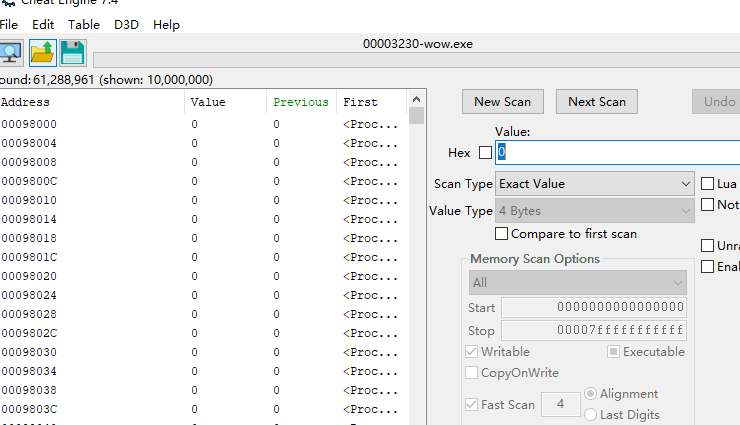 Cheat Engine 7.4
File Edit Table D3D Help
00003230-wow.exe
ound: 61,288,961 (shown: 10,000,000)
Address Value Previous First
00098000 0 0 <Proc...
00098004 0 0 <Proc...
00098008 0 0 <Proc...
0009800C 0 0 <Proc...
00098010 0 0 <Proc...
00098014 0 0 <Proc...
00098018 0 0 <Proc...
0009801C 0 0 <Proc...
00098020 0 0 <Proc...
00098024 0 0 <Proc...
00098028 0 0 <Proc...
0009802C 0 0 <Proc...
00098030 0 0 <Proc...
00098034 0 0 <Proc...
00098038 0 0 <Proc...
0009803C 0 0 <Proc...
New Scan Next Scan Undo
Value:
Hex 0
Scan Type Exact Value Lua
Value Type 4 Bytes Not
Compare to first scan
Unra
Memory Scan Options Enal
All
Start 0000000000000000
Stop 00007fffffffffff
Writable Executable
CopyOnWrite
Fast Scan 4 Alignment
Last Digits